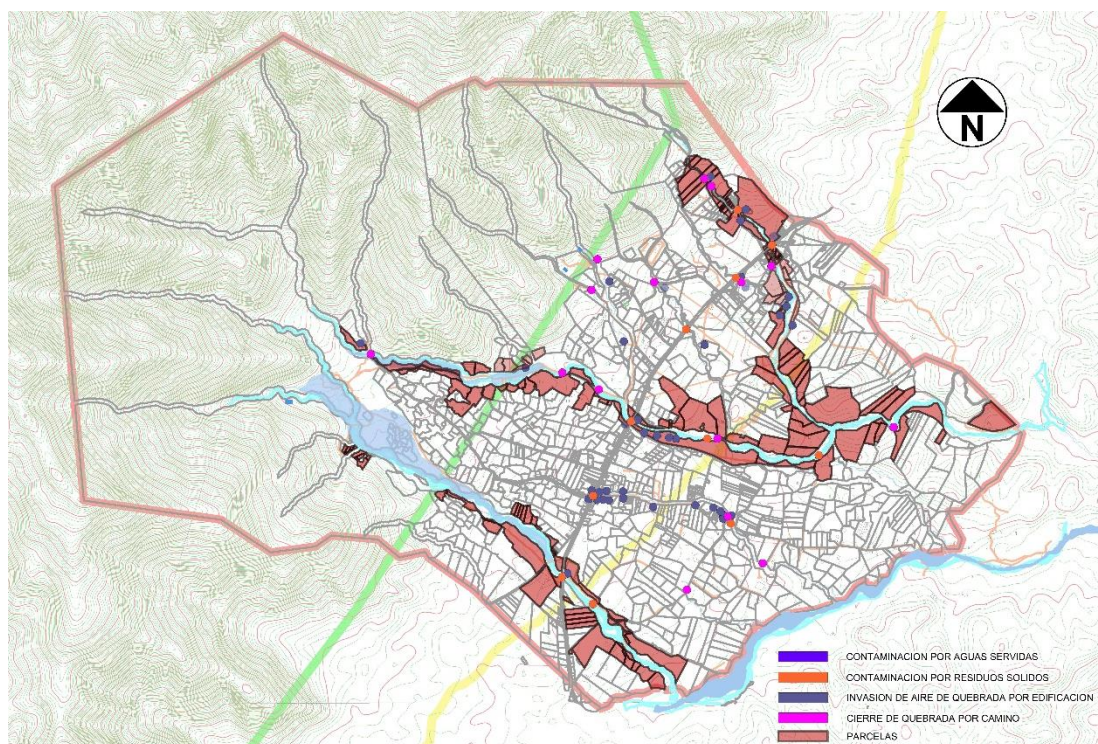 N
CONTAMINACION POR AGUAS SERVIDAS
CONTAMINACION POR RESIDUOS SOLIDOS
INVASION DE AIRE DE QUEBRADA POR EDIFICACION
CIERRE DE QUEBRADA POR CAMINO
PARCELAS